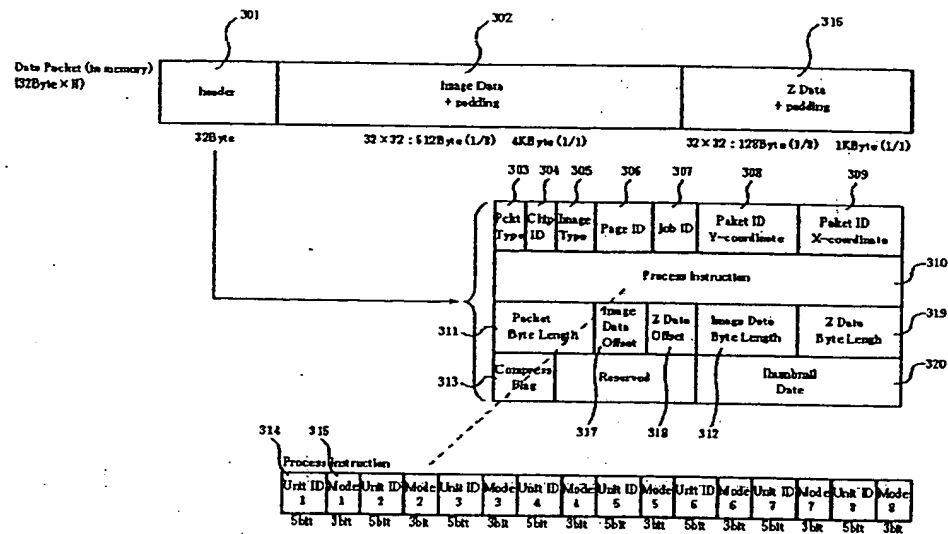 301
302
316
Data Packet (in memory)
(32Byte × N)
header
Image Data
+ padding
Z Data
+ padding
32Byte
32×32 : 512Byte (1/8)  4KByte (1/1)
32×32 : 128Byte (1/8)  1KByte (1/1)
303 304 305 306 307 308 309
Pckt
Type
Chip
ID
Image
Type
Page ID
Job ID
Paket ID
Y-coordinate
Paket ID
X-coordinate
310
Process Instruction
311
Packet
Byte Length
Image
Data
Offset
Z Data
Offset
Image Data
Byte Length
Z Data
Byte Lengh
319
313
Compress
Flag
Reserved
Thumbnail
Date
320
317 318 312
314 315
Process Instruction
Unit ID
1
Mode
1
Unit ID
2
Mode
2
Unit ID
3
Mode
3
Unit ID
4
Mode
4
Unit ID
5
Mode
5
Unit ID
6
Mode
6
Unit ID
7
Mode
7
Unit ID
8
Mode
8
5bit 3bit 5bit 3bit 5bit 3bit 5bit 3bit 5bit 3bit 5bit 3bit 5bit 3bit 5bit 3bit